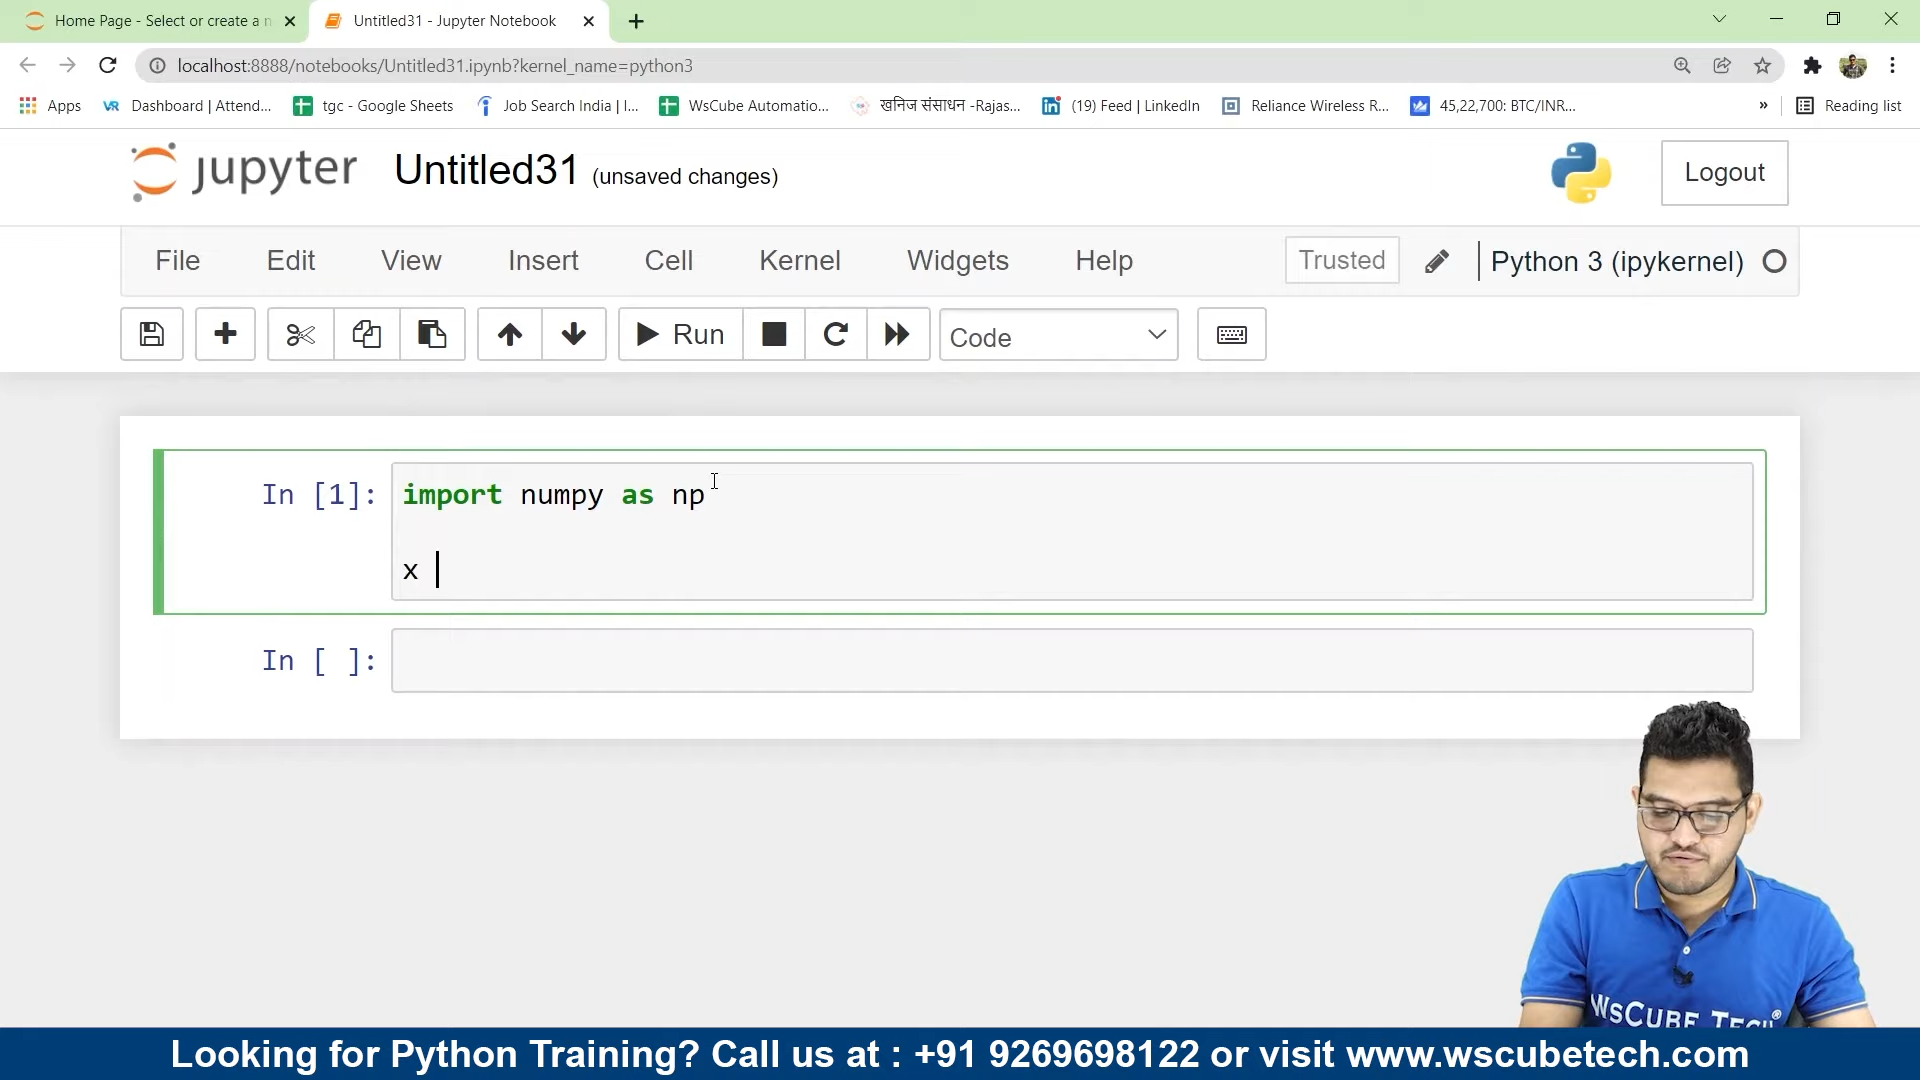 Home Page - Select or create a n
Untitled31 - Jupyter Notebook
localhost:8888/notebooks/Untitled31.ipynb?kernel_name=python3
Apps
VR Dashboard | Attend...
tgc - Google Sheets
Job Search India | I...
WsCube Automatio...
खनिज संसाधन -Rajas...
in (19) Feed | LinkedIn
Reliance Wireless R...
45,22,700: BTC/INR...
»
Reading list
jupyter Untitled31 (unsaved changes)
Logout
File Edit View Insert Cell Kernel Widgets Help
Trusted
Python 3 (ipykernel)
Run
Code
In [1]: import numpy as np
x
In [ ]:
WsCube Tech®
Looking for Python Training? Call us at : +91 9269698122 or visit www.wscubetech.com